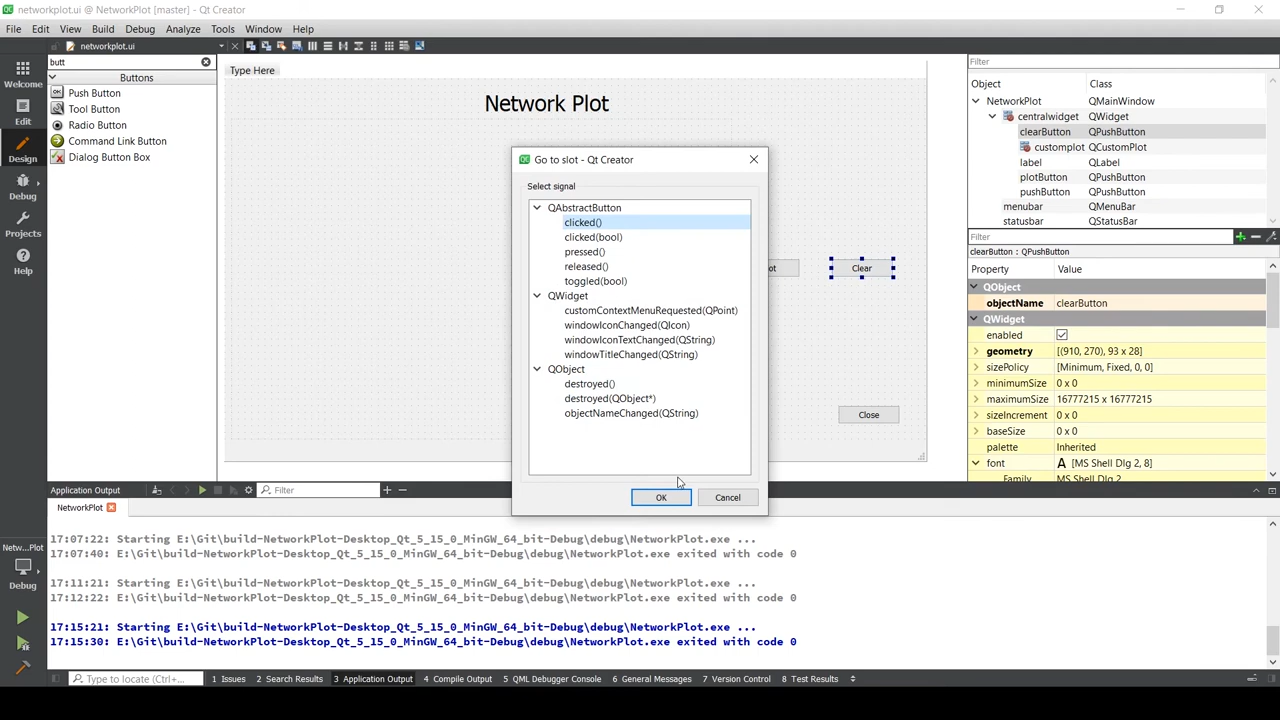 networkplot.ui @ NetworkPlot [master] - Qt Creator
File Edit View Build Debug Analyze Tools Window Help
networkplot.ui
Welcome
Edit
Design
Debug
Projects
Help
Netw...Plot
Debug
butt
Buttons
Push Button
Tool Button
Radio Button
Command Link Button
Dialog Button Box
Type Here
Network Plot
ot
Clear
Close
Go to slot - Qt Creator
Select signal
QAbstractButton
clicked()
clicked(bool)
pressed()
released()
toggled(bool)
QWidget
customContextMenuRequested(QPoint)
windowIconChanged(QIcon)
windowIconTextChanged(QString)
windowTitleChanged(QString)
QObject
destroyed()
destroyed(QObject*)
objectNameChanged(QString)
OK Cancel
Filter
Object Class
NetworkPlot QMainWindow
centralwidget QWidget
clearButton QPushButton
customplot QCustomPlot
label QLabel
plotButton QPushButton
pushButton QPushButton
menubar QMenuBar
statusbar QStatusBar
Filter
clearButton : QPushButton
Property Value
QObject
objectName clearButton
QWidget
enabled
geometry [(910, 270), 93 x 28]
sizePolicy [Minimum, Fixed, 0, 0]
minimumSize 0 x 0
maximumSize 16777215 x 16777215
sizeIncrement 0 x 0
baseSize 0 x 0
palette Inherited
font A [MS Shell Dlg 2, 8]
Family MS Shell Dlg 2
Application Output Filter
NetworkPlot
17:07:22: Starting E:\Git\build-NetworkPlot-Desktop_Qt_5_15_0_MinGW_64_bit-Debug\debug\NetworkPlot.exe ...
17:07:40: E:\Git\build-NetworkPlot-Desktop_Qt_5_15_0_MinGW_64_bit-Debug\debug\NetworkPlot.exe exited with code 0
17:11:21: Starting E:\Git\build-NetworkPlot-Desktop_Qt_5_15_0_MinGW_64_bit-Debug\debug\NetworkPlot.exe ...
17:12:22: E:\Git\build-NetworkPlot-Desktop_Qt_5_15_0_MinGW_64_bit-Debug\debug\NetworkPlot.exe exited with code 0
17:15:21: Starting E:\Git\build-NetworkPlot-Desktop_Qt_5_15_0_MinGW_64_bit-Debug\debug\NetworkPlot.exe ...
17:15:30: E:\Git\build-NetworkPlot-Desktop_Qt_5_15_0_MinGW_64_bit-Debug\debug\NetworkPlot.exe exited with code 0
Type to locate (Ctrl+... 1 Issues 2 Search Results 3 Application Output 4 Compile Output 5 QML Debugger Console 6 General Messages 7 Version Control 8 Test Results